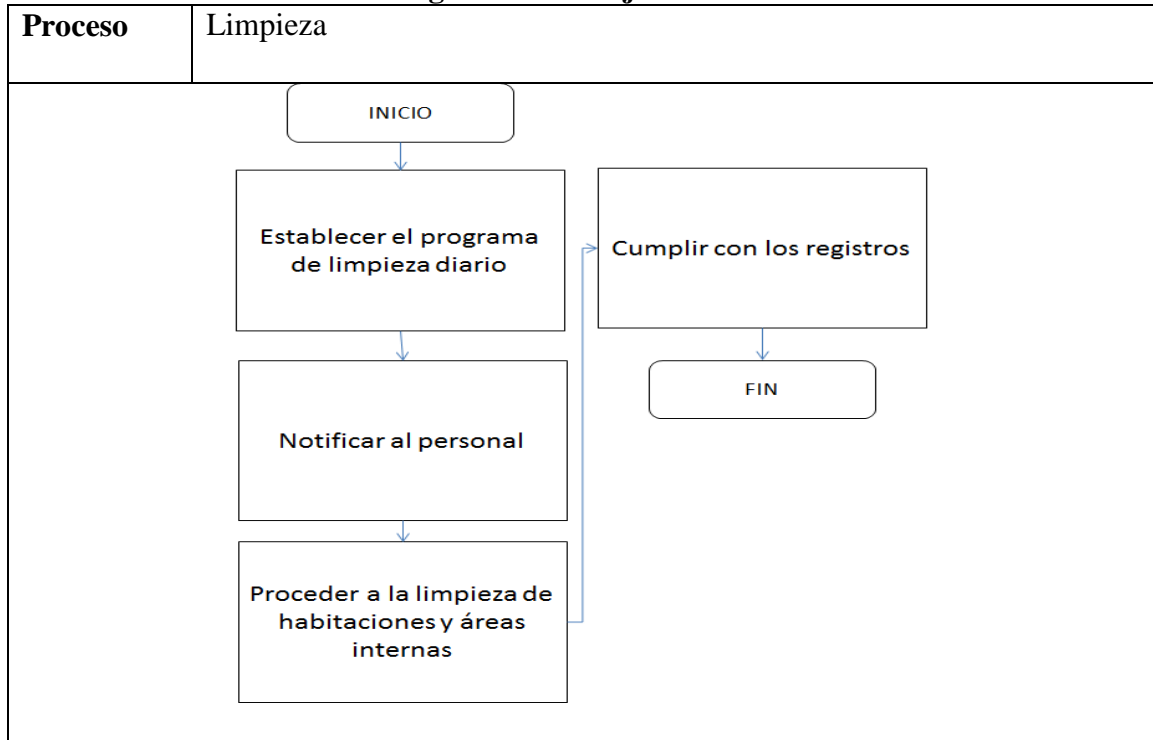 Proceso
Limpieza
INICIO
Establecer el programa
de limpieza diario
Notificar al personal
Proceder a la limpieza de
habitaciones y áreas
internas
Cumplir con los registros
FIN